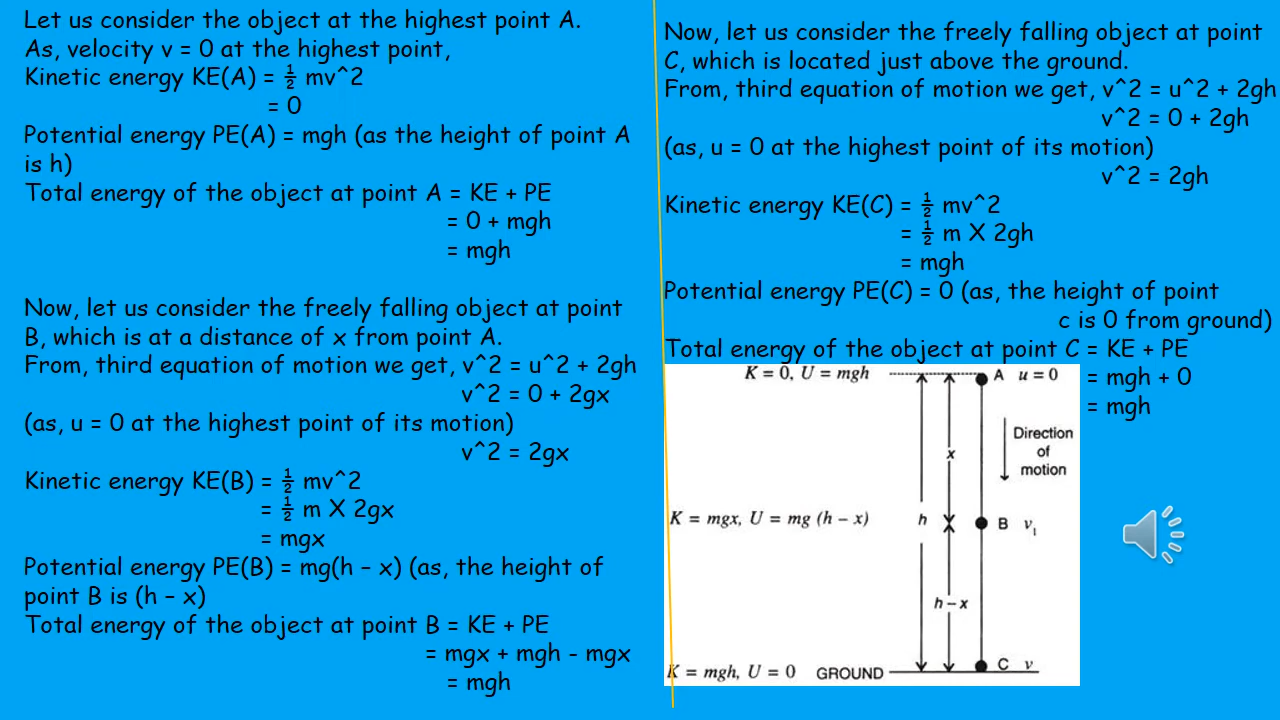 Let us consider the object at the highest point A.
As, velocity v = 0 at the highest point,
Kinetic energy KE(A) = ½ mv^2
= 0
Potential energy PE(A) = mgh (as the height of point A
is h)
Total energy of the object at point A = KE + PE
= 0 + mgh
= mgh
Now, let us consider the freely falling object at point
B, which is at a distance of x from point A.
From, third equation of motion we get, v^2 = u^2 + 2gh
v^2 = 0 + 2gx
(as, u = 0 at the highest point of its motion)
v^2 = 2gx
Kinetic energy KE(B) = ½ mv^2
= ½ m X 2gx
= mgx
Potential energy PE(B) = mg(h – x) (as, the height of
point B is (h – x)
Total energy of the object at point B = KE + PE
= mgx + mgh - mgx
= mgh
Now, let us consider the freely falling object at point
C, which is located just above the ground.
From, third equation of motion we get, v^2 = u^2 + 2gh
v^2 = 0 + 2gh
(as, u = 0 at the highest point of its motion)
v^2 = 2gh
Kinetic energy KE(C) = ½ mv^2
= ½ m X 2gh
= mgh
Potential energy PE(C) = 0 (as, the height of point
c is 0 from ground)
Total energy of the object at point C = KE + PE
= mgh + 0
= mgh
K = 0, U = mgh A u = 0
Direction
of
motion
x
K = mgx, U = mg (h – x) h B v₁
h – x
K = mgh, U = 0 GROUND C v